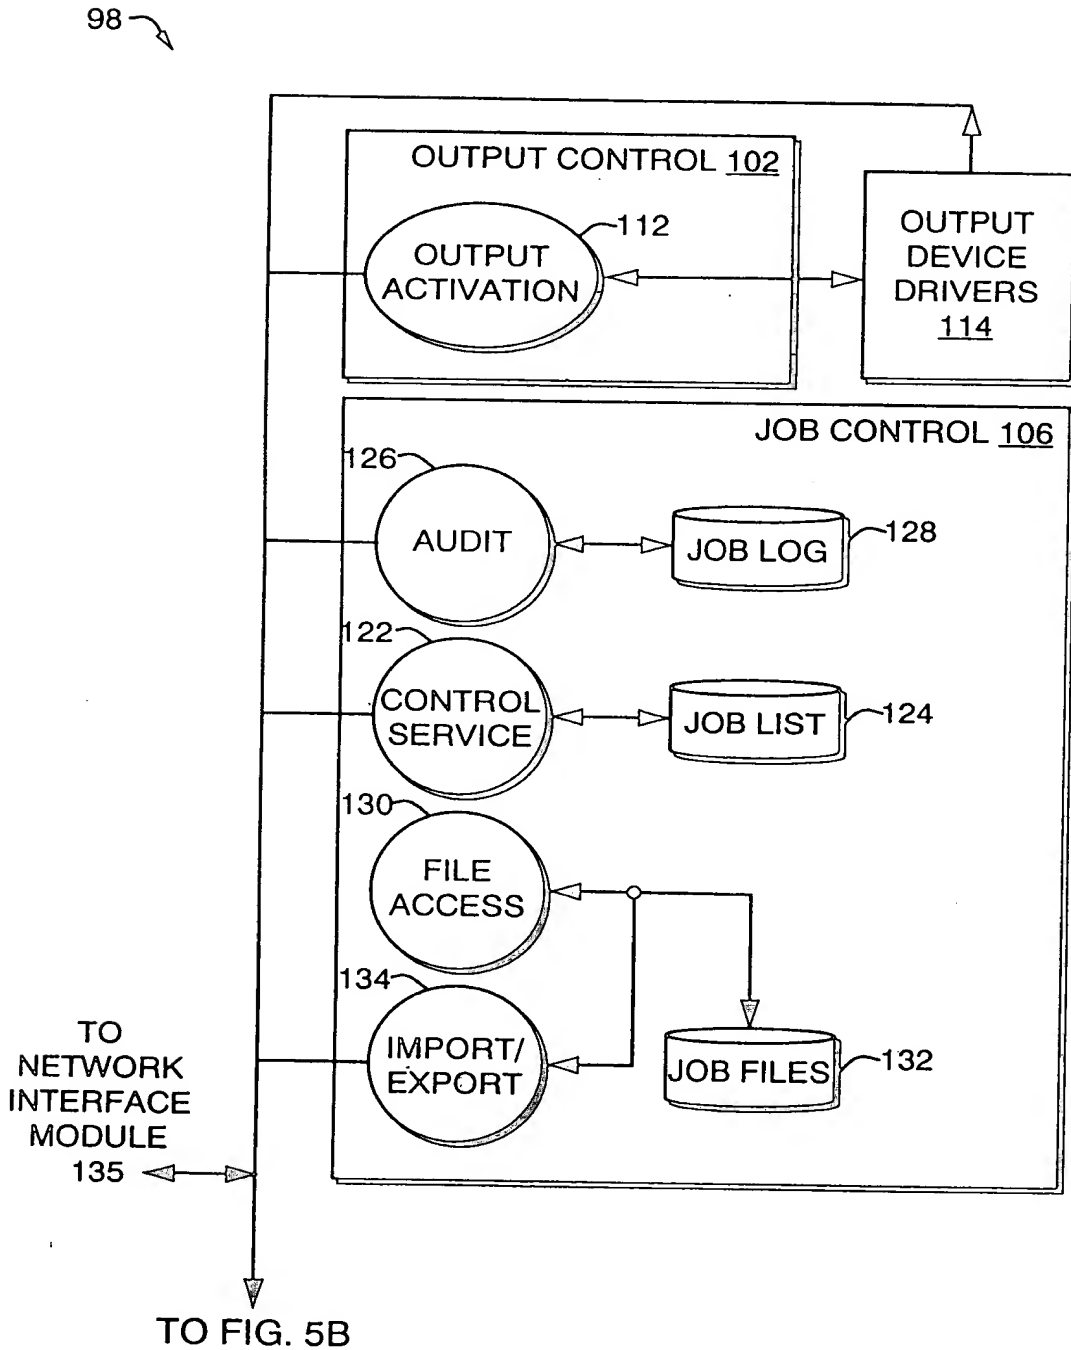 98
OUTPUT CONTROL 102
112
OUTPUT
ACTIVATION
OUTPUT
DEVICE
DRIVERS
114
JOB CONTROL 106
126
AUDIT
JOB LOG
128
122
CONTROL
SERVICE
JOB LIST
124
130
FILE
ACCESS
134
IMPORT/
EXPORT
JOB FILES
132
TO
NETWORK
INTERFACE
MODULE
135
TO FIG. 5B